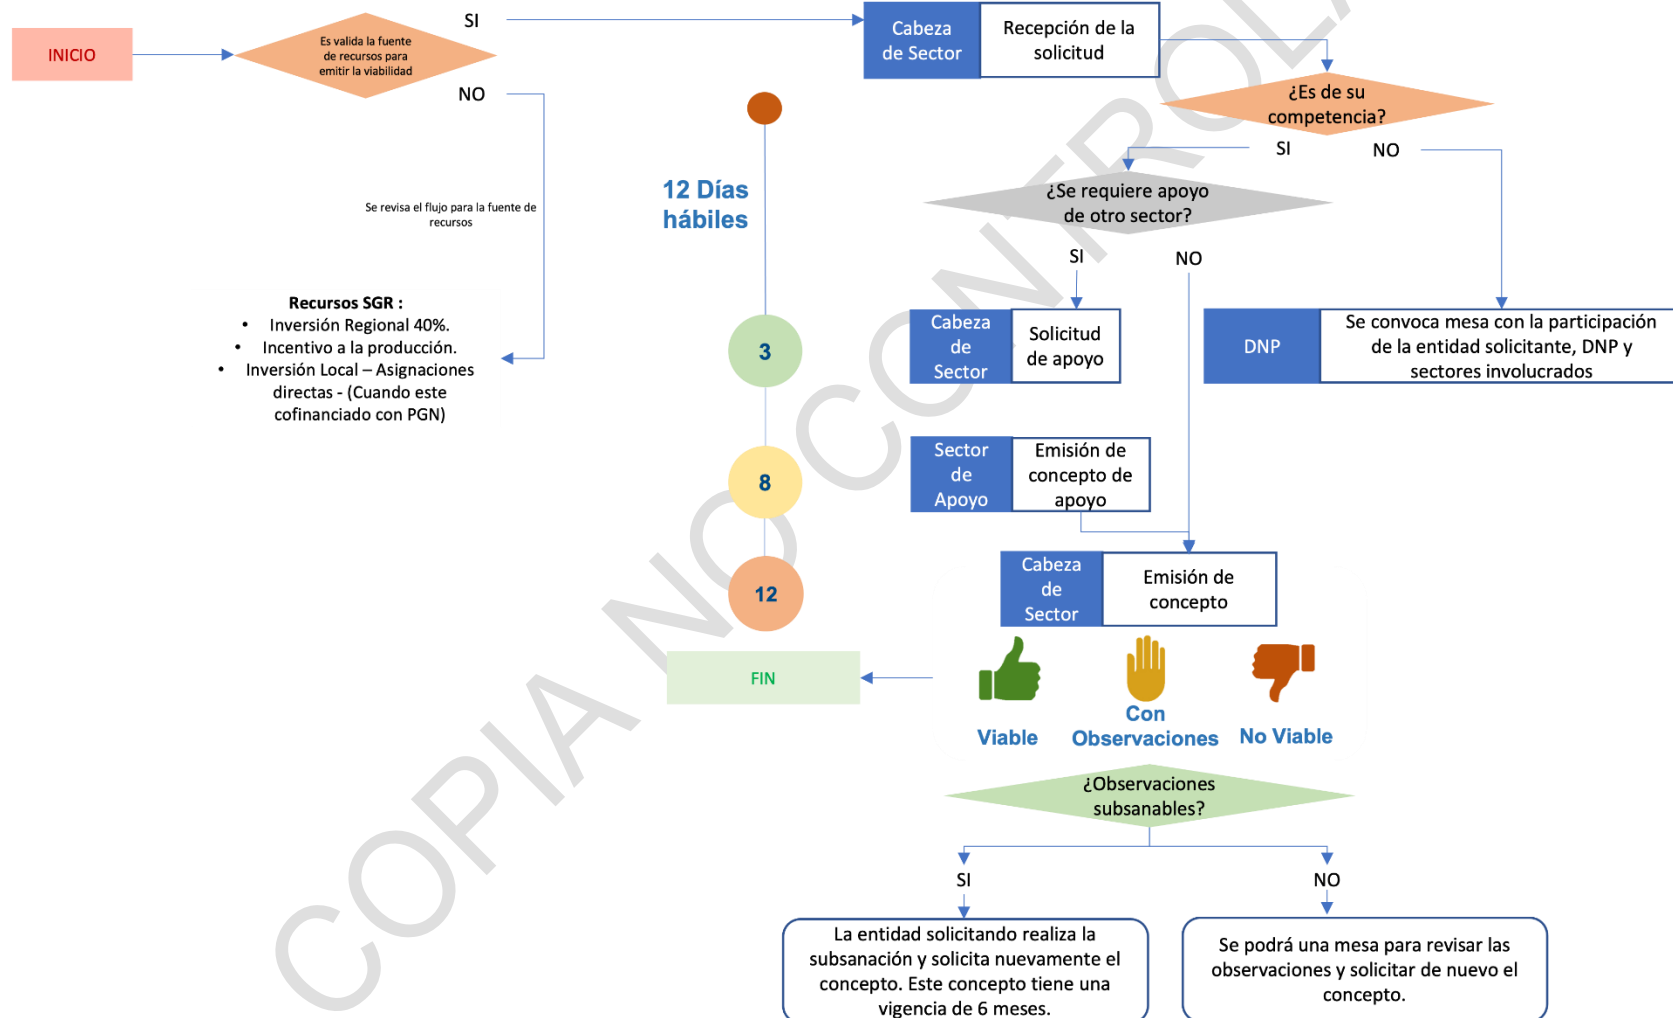 INICIO
Es valida la fuente
de recursos para
emitir la viabilidad
SI
NO
Cabeza
de Sector
Recepción de la
solicitud
¿Es de su
competencia?
SI
NO
¿Se requiere apoyo
de otro sector?
SI
NO
Se revisa el flujo para la fuente de
recursos
Recursos SGR :
• Inversión Regional 40%.
• Incentivo a la producción.
• Inversión Local – Asignaciones
directas - (Cuando este
cofinanciado con PGN)
12 Días
hábiles
3
8
12
Cabeza
de
Sector
Solicitud
de apoyo
DNP
Se convoca mesa con la participación
de la entidad solicitante, DNP y
sectores involucrados
Sector
de
Apoyo
Emisión de
concepto de
apoyo
Cabeza
de
Sector
Emisión de
concepto
FIN
Viable
Con
Observaciones
No Viable
¿Observaciones
subsanables?
SI
NO
La entidad solicitando realiza la
subsanación y solicita nuevamente el
concepto. Este concepto tiene una
vigencia de 6 meses.
Se podrá una mesa para revisar las
observaciones y solicitar de nuevo el
concepto.
COPIA NO CONTROLA